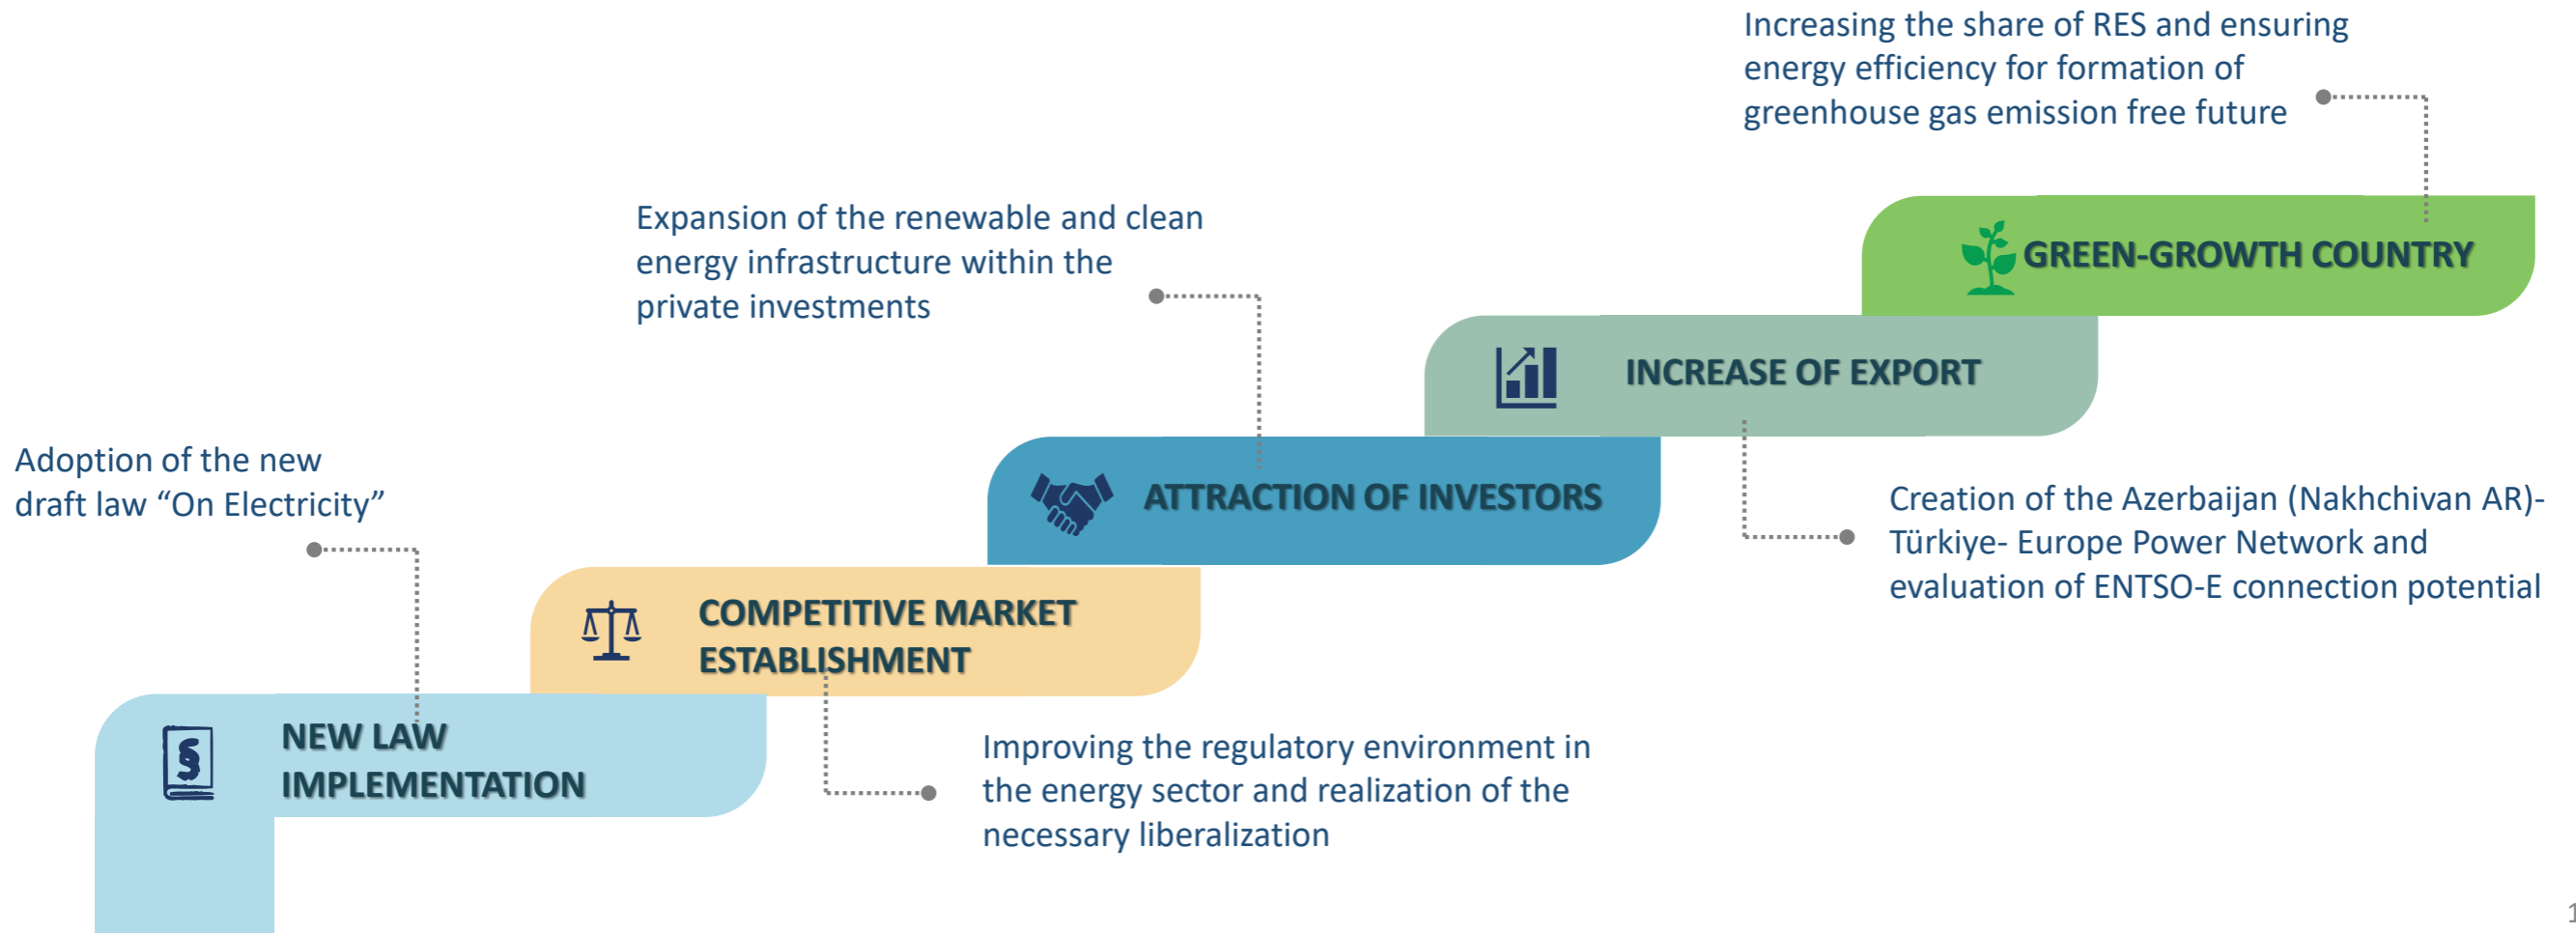 Increasing the share of RES and ensuring
energy efficiency for formation of
greenhouse gas emission free future
GREEN-GROWTH COUNTRY
Expansion of the renewable and clean
energy infrastructure within the
private investments
INCREASE OF EXPORT
Adoption of the new
draft law “On Electricity”
ATTRACTION OF INVESTORS
Creation of the Azerbaijan (Nakhchivan AR)-
Türkiye- Europe Power Network and
evaluation of ENTSO-E connection potential
COMPETITIVE MARKET
ESTABLISHMENT
NEW LAW
IMPLEMENTATION
Improving the regulatory environment in
the energy sector and realization of the
necessary liberalization